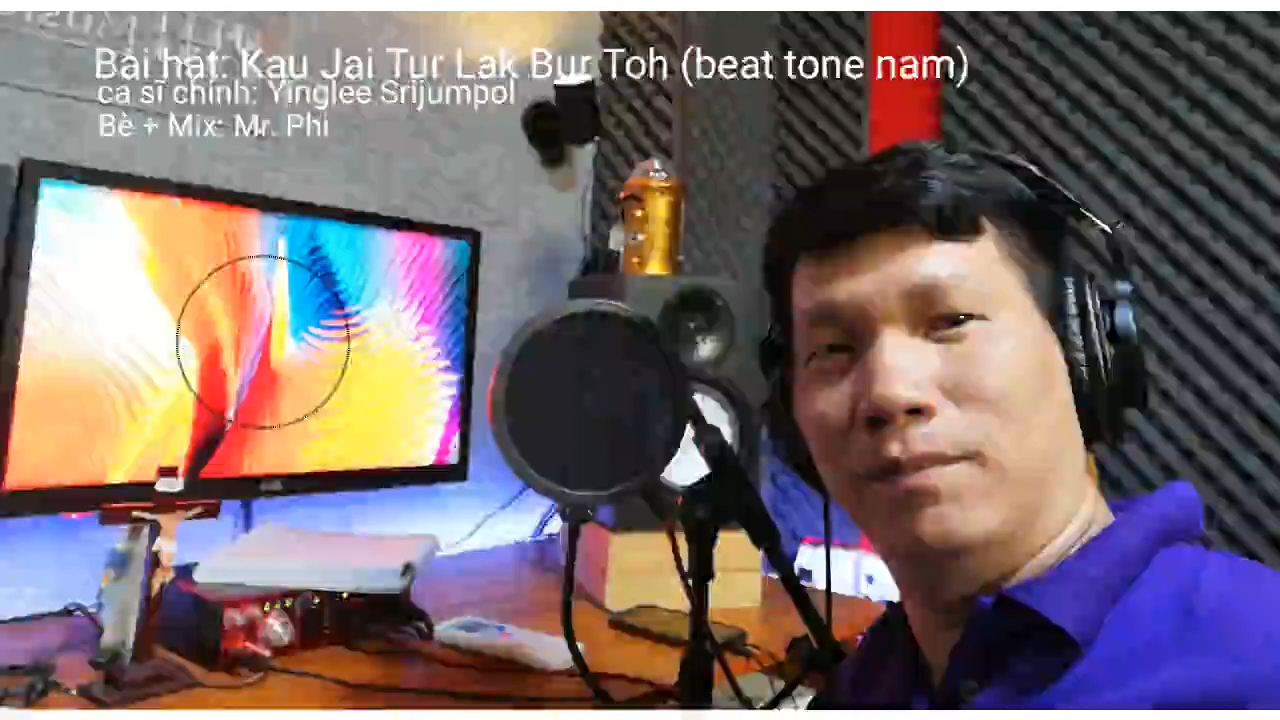 Bài hát: Kau Jai Tur Lak Bur Toh (beat tone nam)
ca sĩ chính: Yinglee Srijumpol
Bè + Mix: Mr. Phi